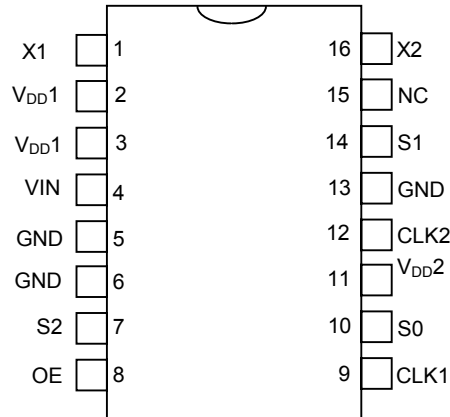 X1 1 16 X2
VDD1 2 15 NC
VDD1 3 14 S1
VIN 4 13 GND
GND 5 12 CLK2
GND 6 11 VDD2
S2 7 10 S0
OE 8 9 CLK1